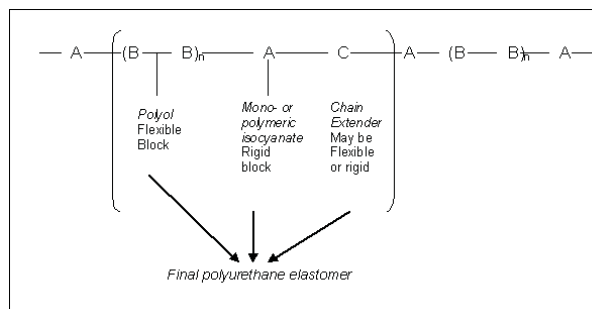 — A — (B — B)n — A — C — A — (B — B)n — A —
Polyol
Flexible
Block
Mono- or
polymeric
isocyanate
Rigid
block
Chain
Extender
May be
Flexible
or rigid
Final polyurethane elastomer